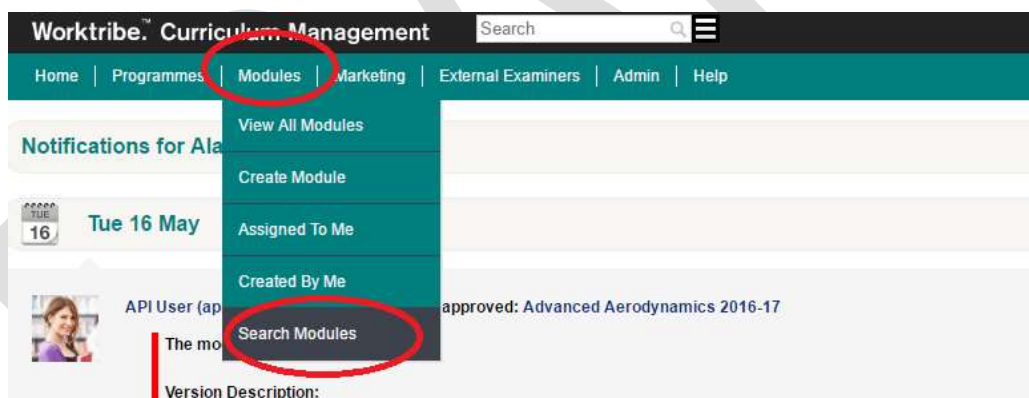 Worktribe.™ Curriculum Management Search
Home | Programmes | Modules | Marketing | External Examiners | Admin | Help
View All Modules
Notifications for Ala
Create Module
TUE
16
Tue 16 May
Assigned To Me
Created By Me
API User (ap approved: Advanced Aerodynamics 2016-17
Search Modules
The mo
Version Description: